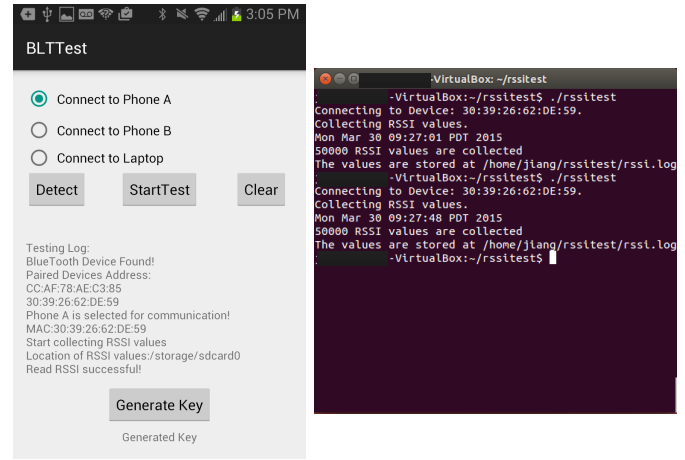 3:05 PM
BLTTest
Connect to Phone A
Connect to Phone B
Connect to Laptop
Detect
StartTest
Clear
Testing Log:
BlueTooth Device Found!
Paired Devices Address:
CC:AF:78:AE:C3:85
30:39:26:62:DE:59
Phone A is selected for communication!
MAC:30:39:26:62:DE:59
Start collecting RSSI values
Location of RSSI values:/storage/sdcard0
Read RSSI successful!
Generate Key
Generated Key
-VirtualBox: ~/rssitest
-VirtualBox:~/rssitest$ ./rssitest
Connecting to Device: 30:39:26:62:DE:59.
Collecting RSSI values.
Mon Mar 30 09:27:01 PDT 2015
50000 RSSI values are collected
The values are stored at /home/jiang/rssitest/rssi.log
-VirtualBox:~/rssitest$ ./rssitest
Connecting to Device: 30:39:26:62:DE:59.
Collecting RSSI values.
Mon Mar 30 09:27:48 PDT 2015
50000 RSSI values are collected
The values are stored at /home/jiang/rssitest/rssi.log
-VirtualBox:~/rssitest$